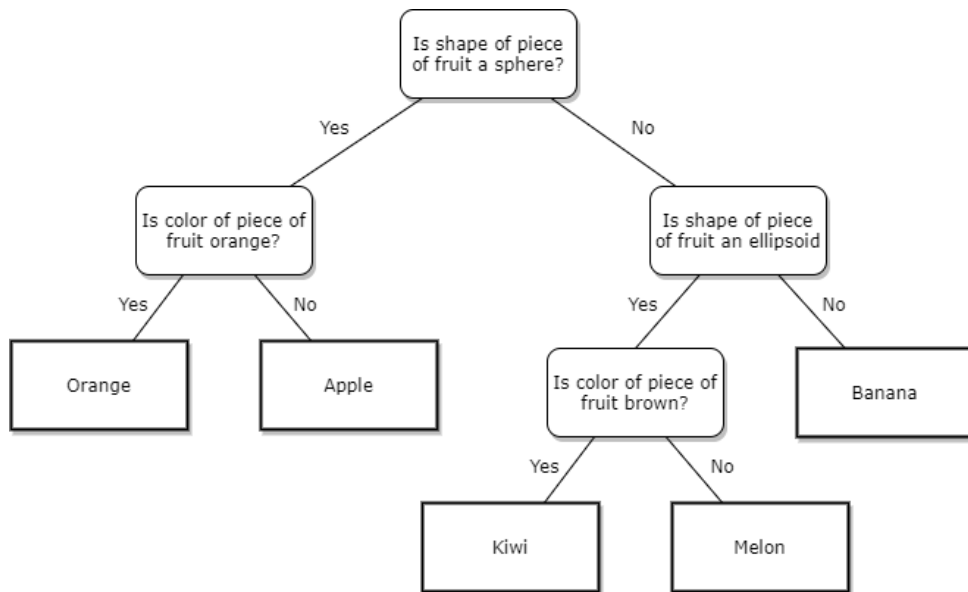 Is shape of piece
of fruit a sphere?
Yes
No
Is color of piece of
fruit orange?
Is shape of piece
of fruit an ellipsoid
Yes
No
Yes
No
Orange
Apple
Is color of piece of
fruit brown?
Banana
Yes
No
Kiwi
Melon